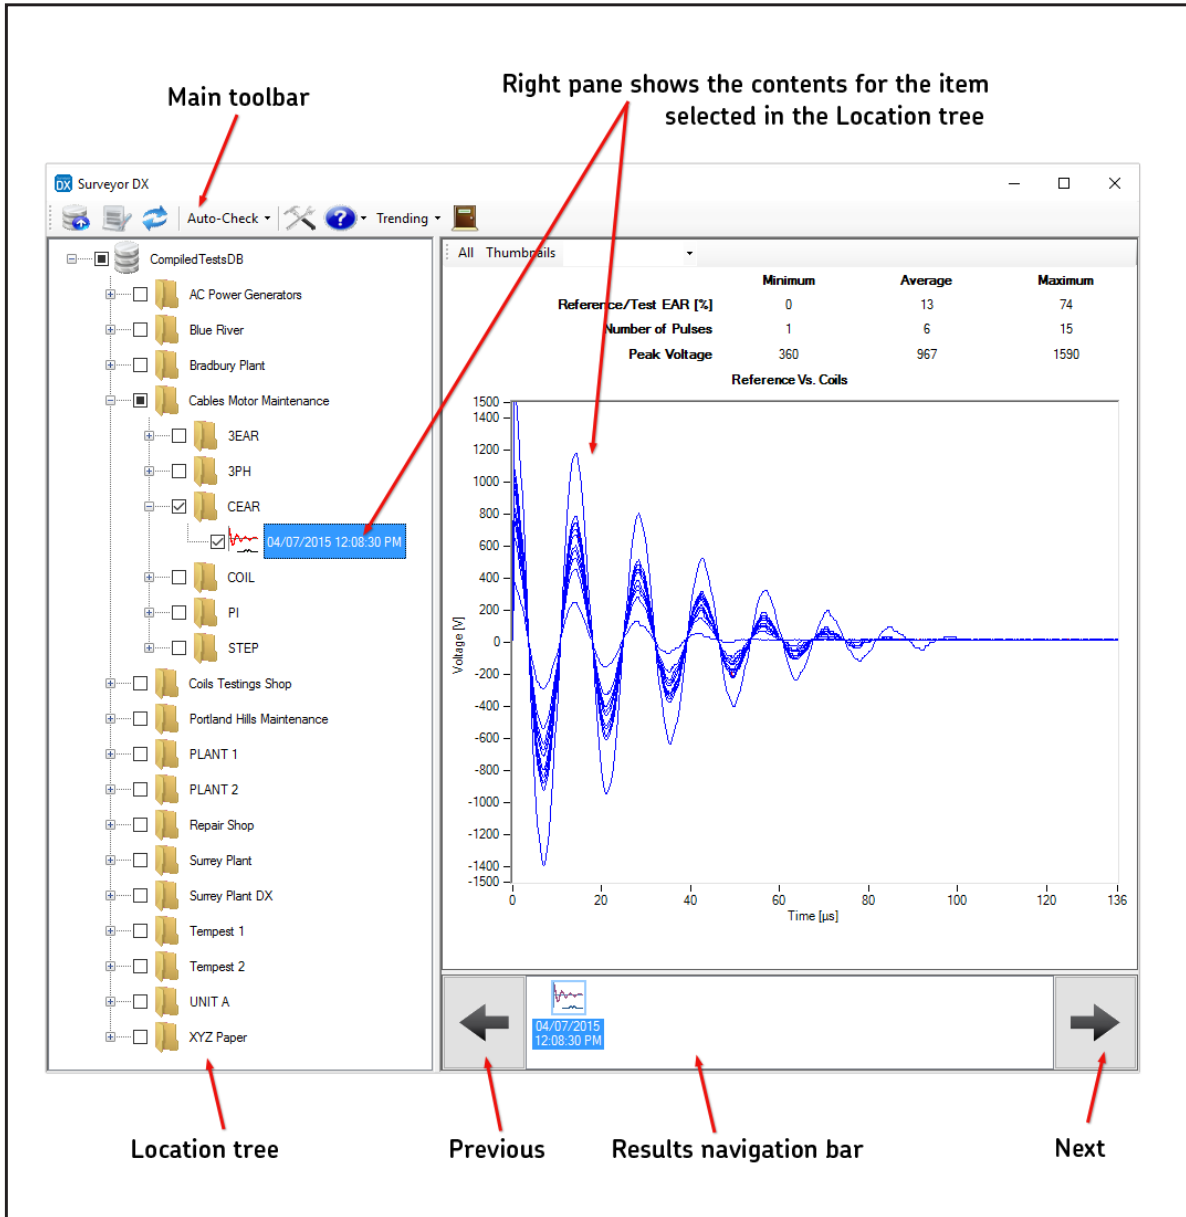 Main toolbar
Right pane shows the contents for the item
selected in the Location tree
DX Surveyor DX
Auto-Check ? Trending
CompiledTestsDB
AC Power Generators
Blue River
Bradbury Plant
Cables Motor Maintenance
3EAR
3PH
CEAR
04/07/2015 12:08:30 PM
COIL
PI
STEP
Coils Testings Shop
Portland Hills Maintenance
PLANT 1
PLANT 2
Repair Shop
Surrey Plant
Surrey Plant DX
Tempest 1
Tempest 2
UNIT A
XYZ Paper
All Thumbnails
Minimum Average Maximum
Reference/Test EAR [%] 0 13 74
Number of Pulses 1 6 15
Peak Voltage 360 967 1590
Reference Vs. Coils
Voltage [V]
1500
1400
1200
1000
800
600
400
200
0
-200
-400
-600
-800
-1000
-1200
-1400
-1500
0 20 40 60 80 100 120 136
Time [µs]
04/07/2015
12:08:30 PM
Location tree
Previous
Results navigation bar
Next